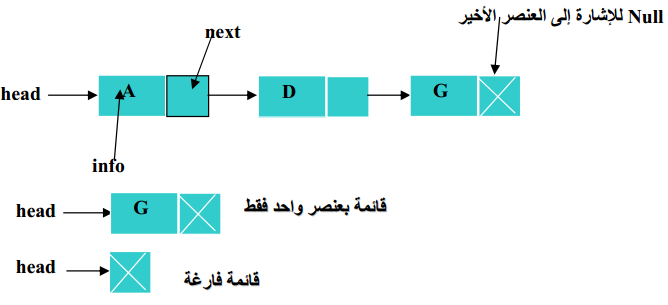 Null للإشارة إلى العنصر الأخير
next
head A D G
info
head G قائمة بعنصر واحد فقط
head قائمة فارغة